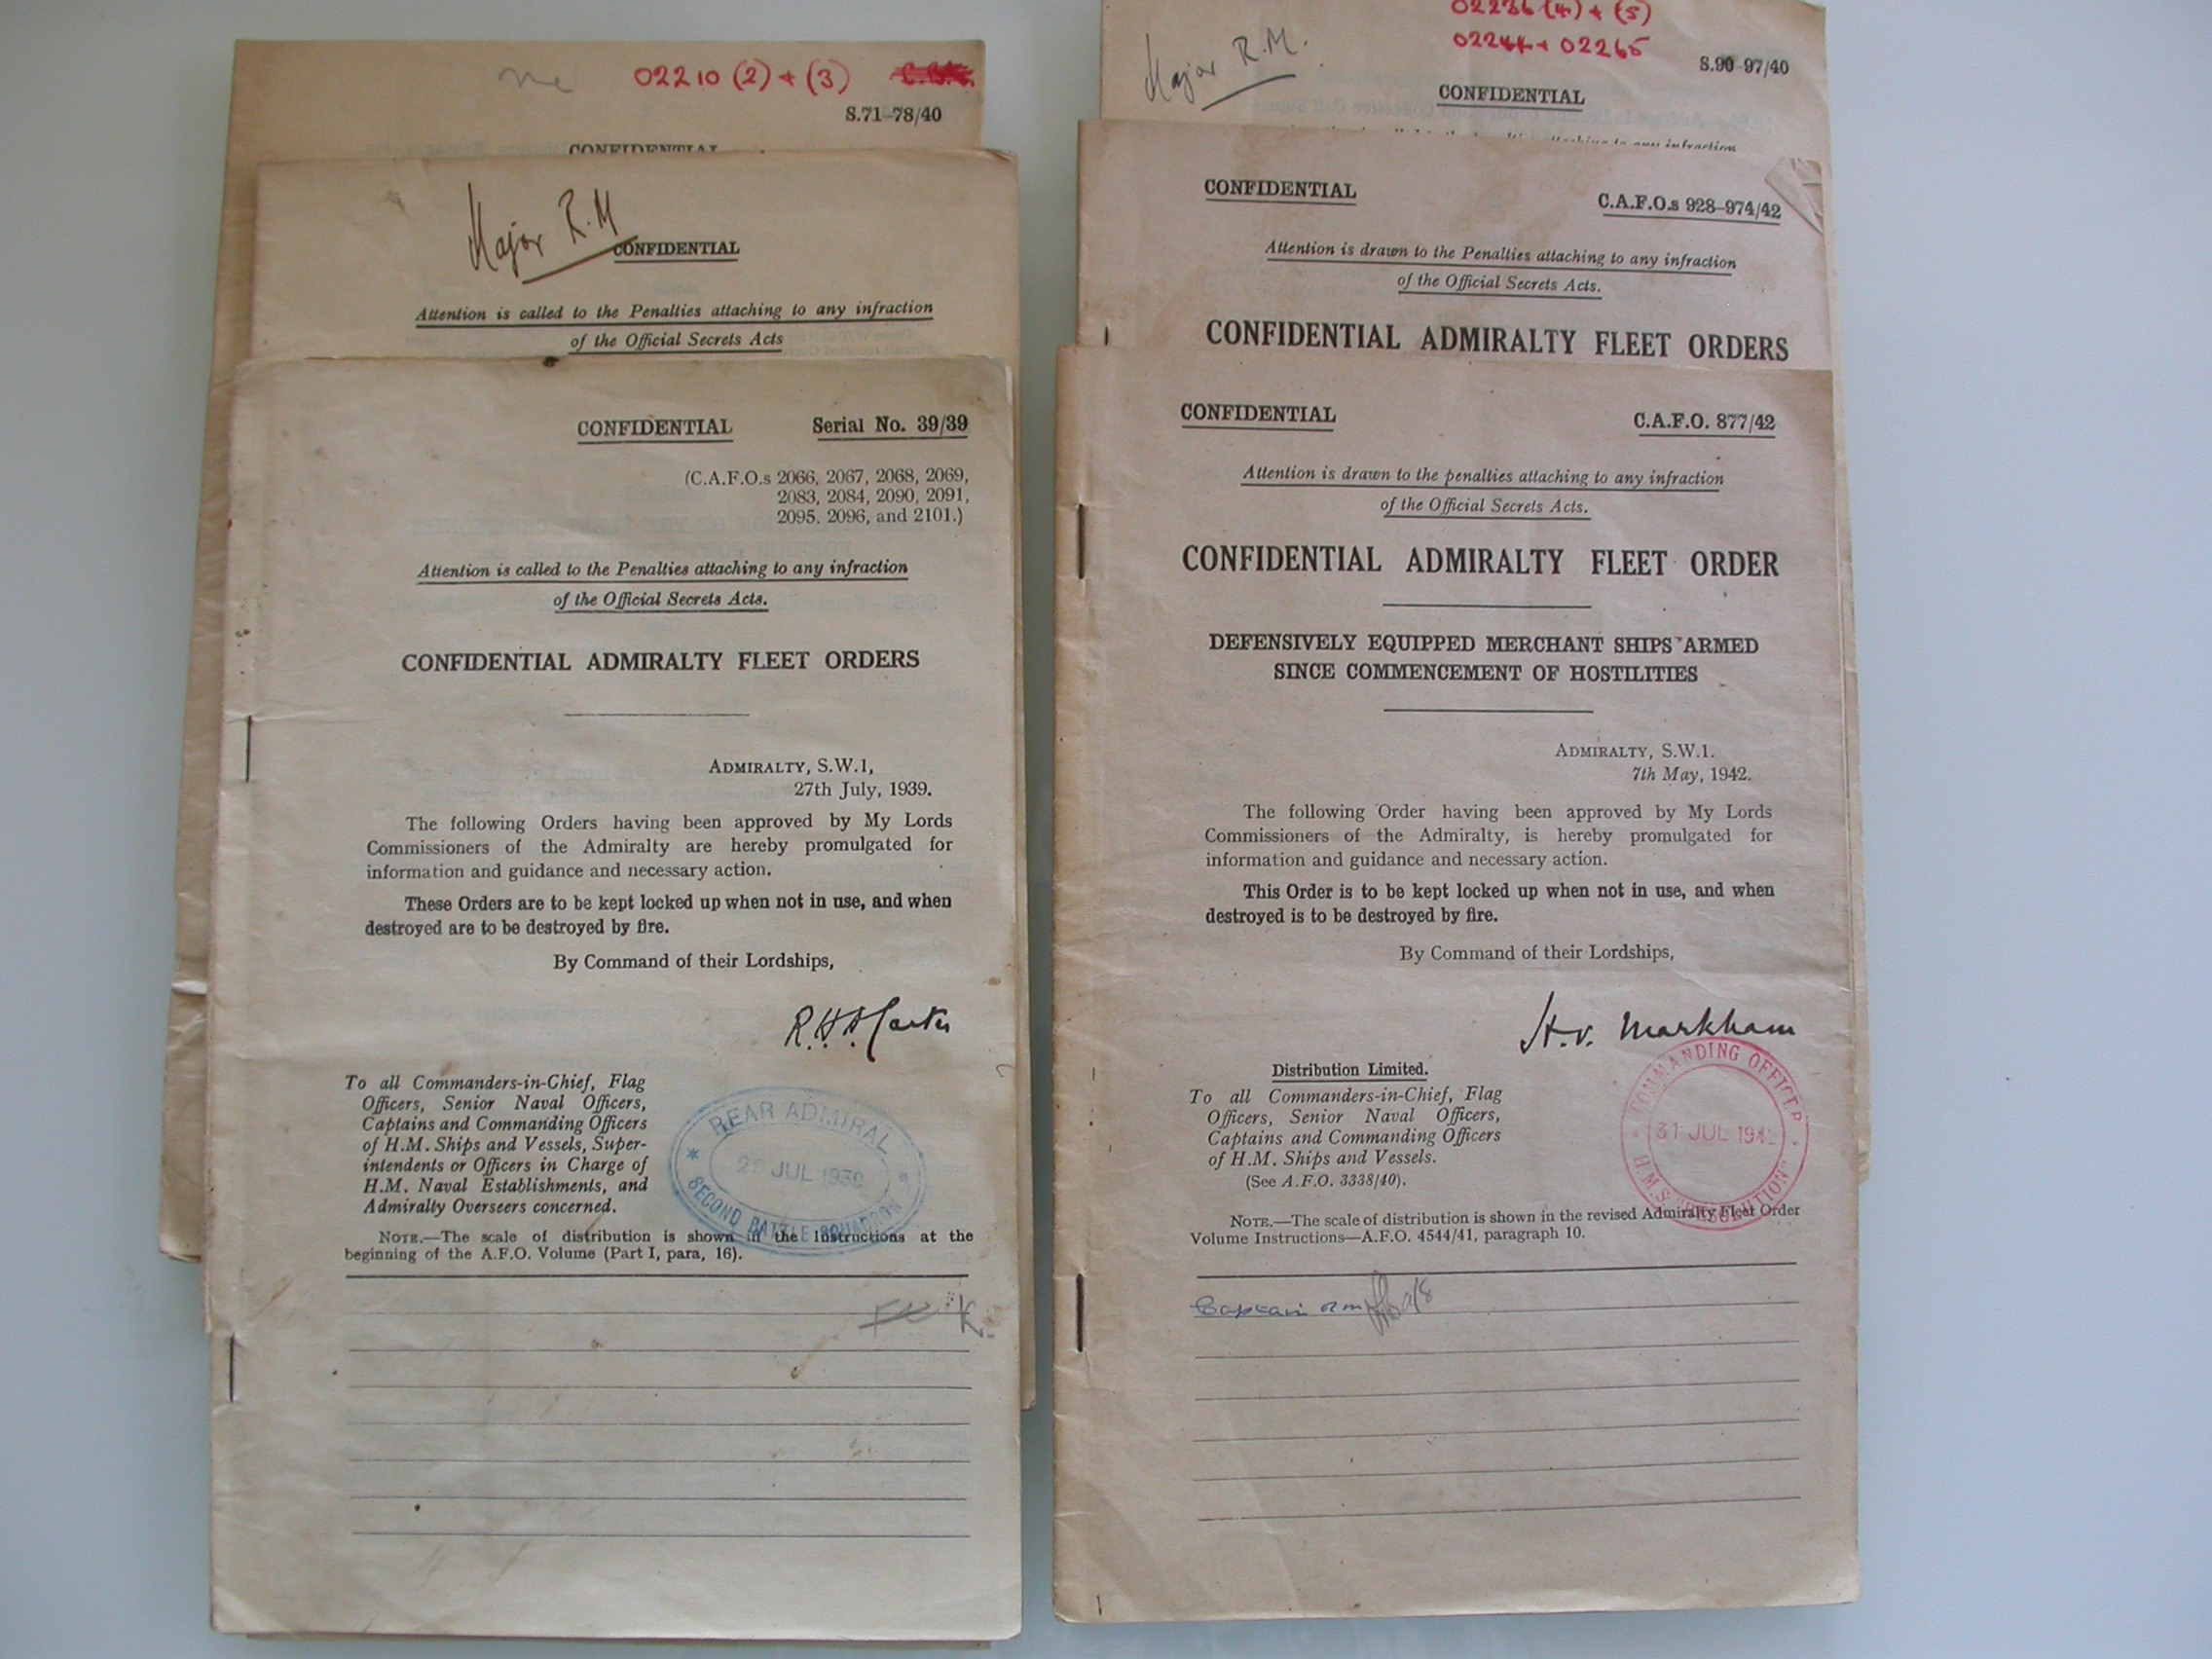 02210 (2) + (3)
S.71–78/40
CONFIDENTIAL
Major R.M
CONFIDENTIAL
Attention is called to the Penalties attaching to any infraction
of the Official Secrets Acts
CONFIDENTIAL Serial No. 39/39
(C.A.F.O.s 2066, 2067, 2068, 2069,
2083, 2084, 2090, 2091,
2095. 2096, and 2101.)
Attention is called to the Penalties attaching to any infraction
of the Official Secrets Acts.
CONFIDENTIAL ADMIRALTY FLEET ORDERS
ADMIRALTY, S.W.1,
27th July, 1939.
The following Orders having been approved by My Lords
Commissioners of the Admiralty are hereby promulgated for
information and guidance and necessary action.
These Orders are to be kept locked up when not in use, and when
destroyed are to be destroyed by fire.
By Command of their Lordships,
R.H.A. Carter
To all Commanders-in-Chief, Flag
Officers, Senior Naval Officers,
Captains and Commanding Officers
of H.M. Ships and Vessels, Super-
intendents or Officers in Charge of
H.M. Naval Establishments, and
Admiralty Overseers concerned.
REAR ADMIRAL
JUL 1939
SECOND BATTLE SQUADRON
NOTE.—The scale of distribution is shown in the Instructions at the
beginning of the A.F.O. Volume (Part I, para, 16).
02236 (4) + (5)
02244 + 02265
Major R.M.
S.90–97/40
CONFIDENTIAL
attaching to any infraction
CONFIDENTIAL C.A.F.O.s 928–974/42
Attention is drawn to the Penalties attaching to any infraction
of the Official Secrets Acts.
CONFIDENTIAL ADMIRALTY FLEET ORDERS
CONFIDENTIAL C.A.F.O. 877/42
Attention is drawn to the penalties attaching to any infraction
of the Official Secrets Acts.
CONFIDENTIAL ADMIRALTY FLEET ORDER
DEFENSIVELY EQUIPPED MERCHANT SHIPS ARMED
SINCE COMMENCEMENT OF HOSTILITIES
ADMIRALTY, S.W.1.
7th May, 1942.
The following Order having been approved by My Lords
Commissioners of the Admiralty, is hereby promulgated for
information and guidance and necessary action.
This Order is to be kept locked up when not in use, and when
destroyed is to be destroyed by fire.
By Command of their Lordships,
H.V. Markham
Distribution Limited.
To all Commanders-in-Chief, Flag
Officers, Senior Naval Officers,
Captains and Commanding Officers
of H.M. Ships and Vessels.
(See A.F.O. 3338/40).
COMMANDING OFFICER
31 JUL
H.M.S. RESOLUTION
NOTE.—The scale of distribution is shown in the revised Admiralty Fleet Order
Volume Instructions—A.F.O. 4544/41, paragraph 10.
Captain RM